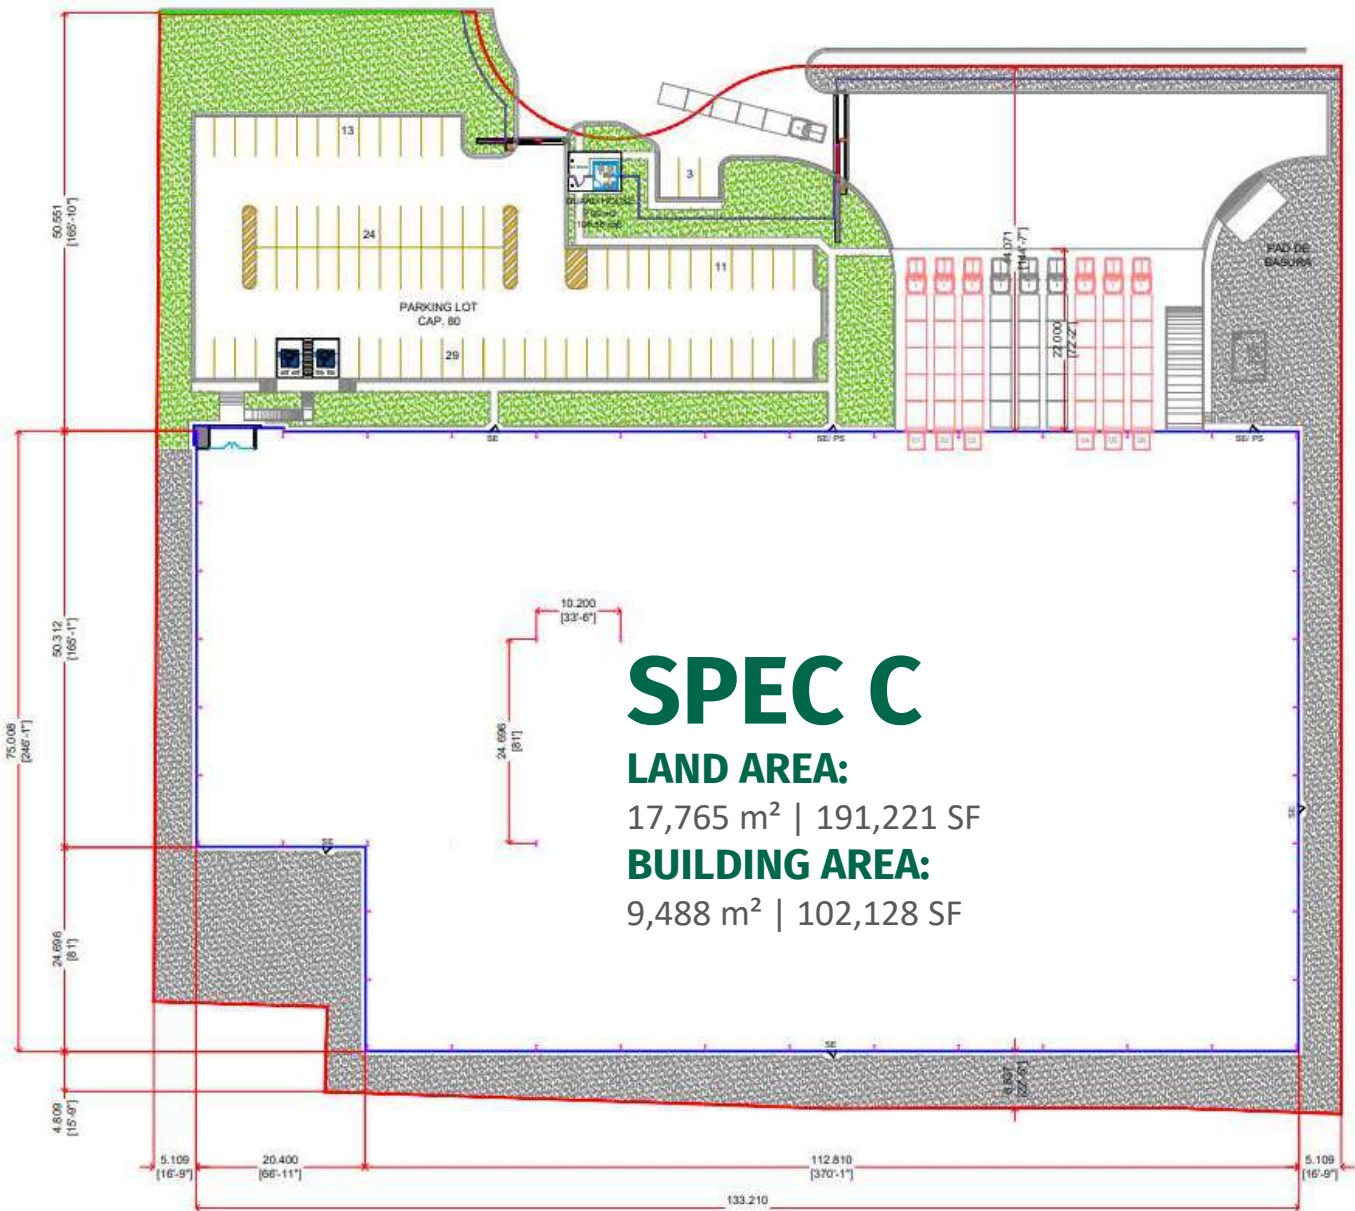 13
3
GUARD HOUSE
24
11
PARKING LOT
CAP. 80
29
PAD DE
BASURA
50.551
[165'-10"]
44.071
[144'-7"]
22.000
[72'-2"]
SE
SE/ PS
SE/ PS
50.312
[165'-1"]
75.008
[246'-1"]
10.200
[33'-6"]
24.696
[81']
SPEC C
LAND AREA:
17,765 m² | 191,221 SF
BUILDING AREA:
9,488 m² | 102,128 SF
SE
SE
24.696
[81']
SE
4.809
[15'-9"]
5.109
[16'-9"]
20.400
[66'-11"]
112.810
[370'-1"]
5.109
[16'-9"]
133.210